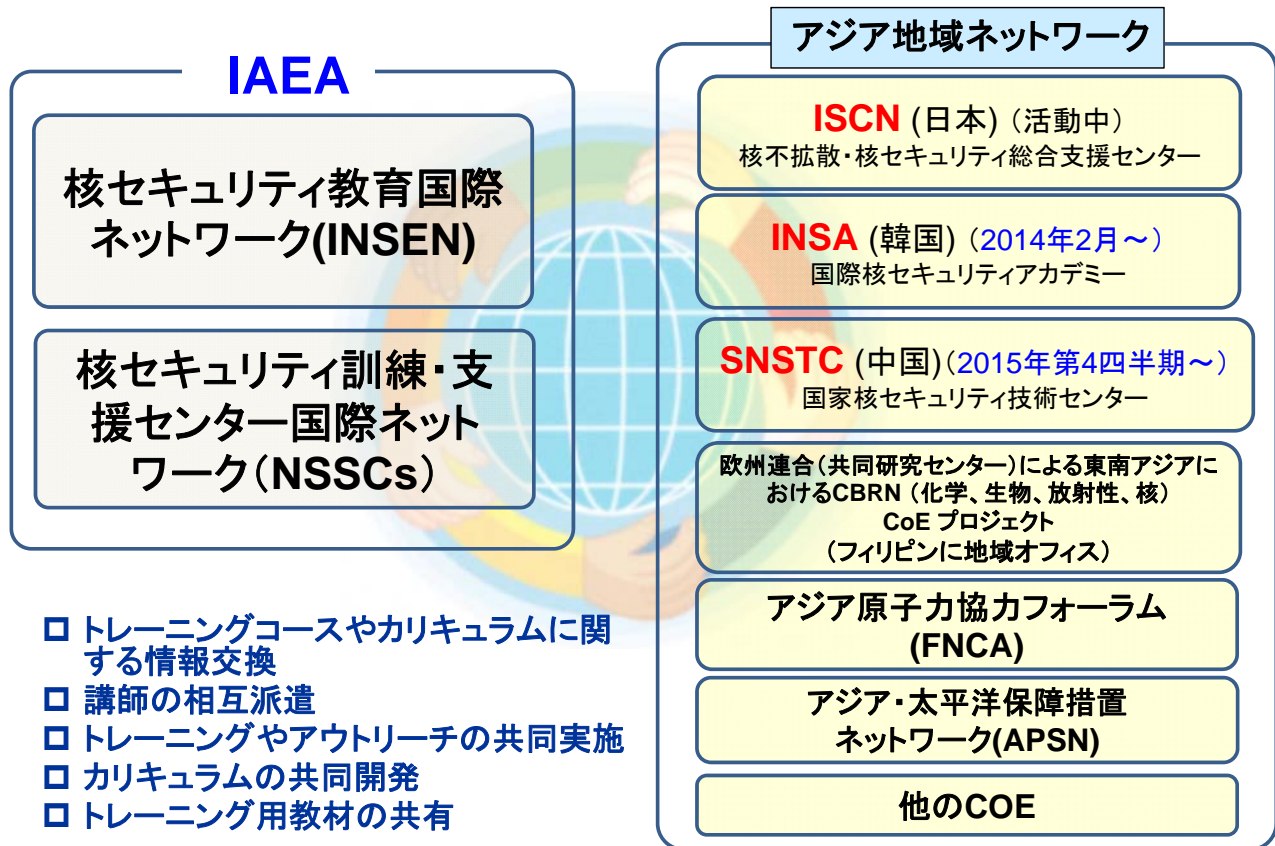 IAEA
核セキュリティ教育国際
ネットワーク(INSEN)
核セキュリティ訓練・支
援センター国際ネット
ワーク（NSSCs）
□ トレーニングコースやカリキュラムに関
する情報交換
□ 講師の相互派遣
□ トレーニングやアウトリーチの共同実施
□ カリキュラムの共同開発
□ トレーニング用教材の共有
アジア地域ネットワーク
ISCN (日本)（活動中）
核不拡散・核セキュリティ総合支援センター
INSA (韓国)（2014年2月～）
国際核セキュリティアカデミー
SNSTC (中国)（2015年第4四半期～）
国家核セキュリティ技術センター
欧州連合（共同研究センター）による東南アジアに
おけるCBRN（化学、生物、放射性、核）
CoE プロジェクト
（フィリピンに地域オフィス）
アジア原子力協力フォーラム
(FNCA)
アジア・太平洋保障措置
ネットワーク(APSN)
他のCOE